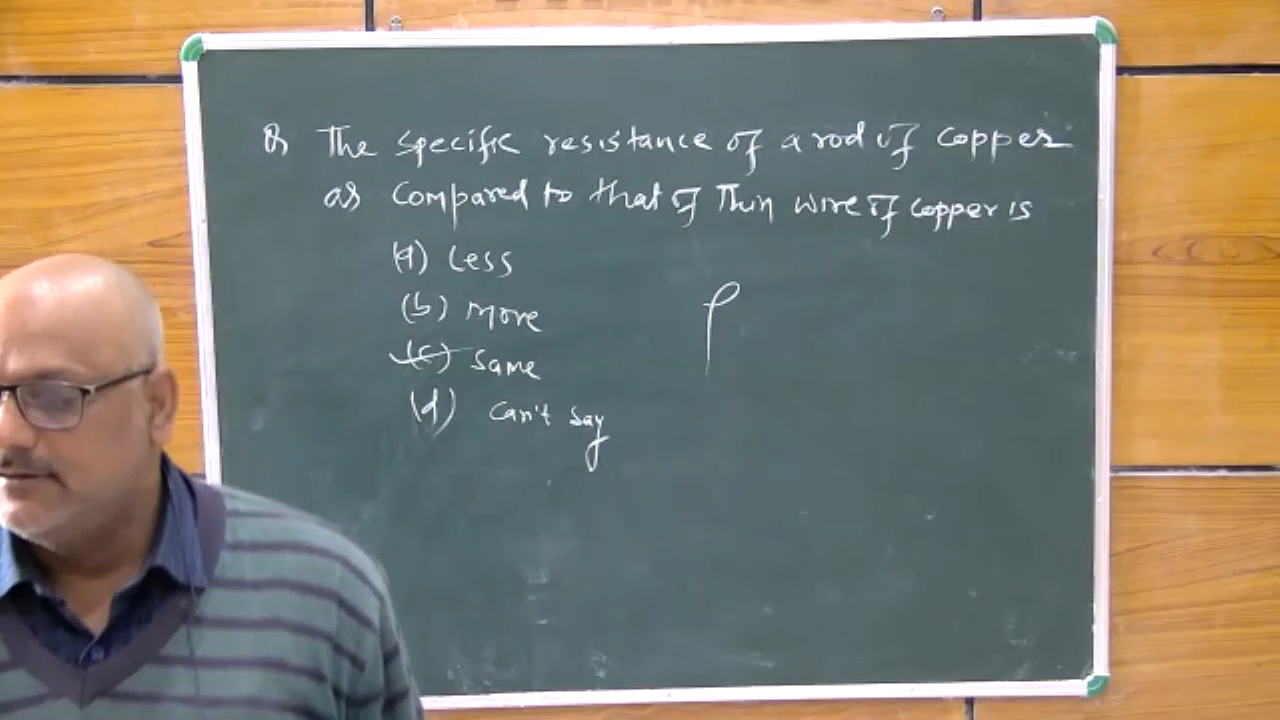 Q The specific resistance of a rod of copper
as compared to that of Thin wire of copper is
(a) Less
(b) More
(c) Same
(d) Can't say
ρ